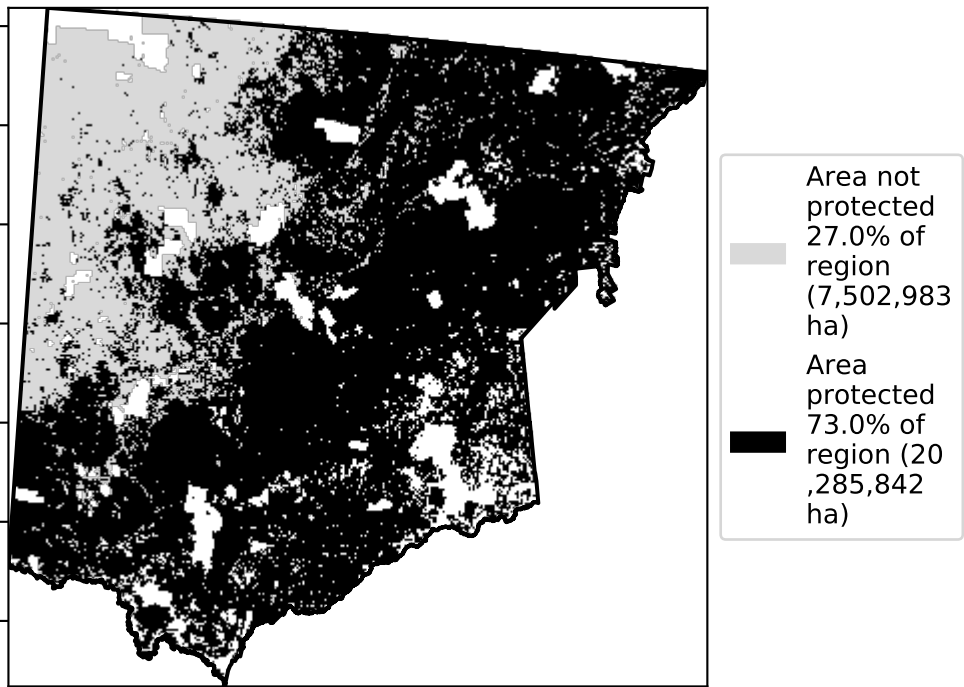 Area not
protected
27.0% of
region
(7,502,983
ha)
Area
protected
73.0% of
region (20
,285,842
ha)